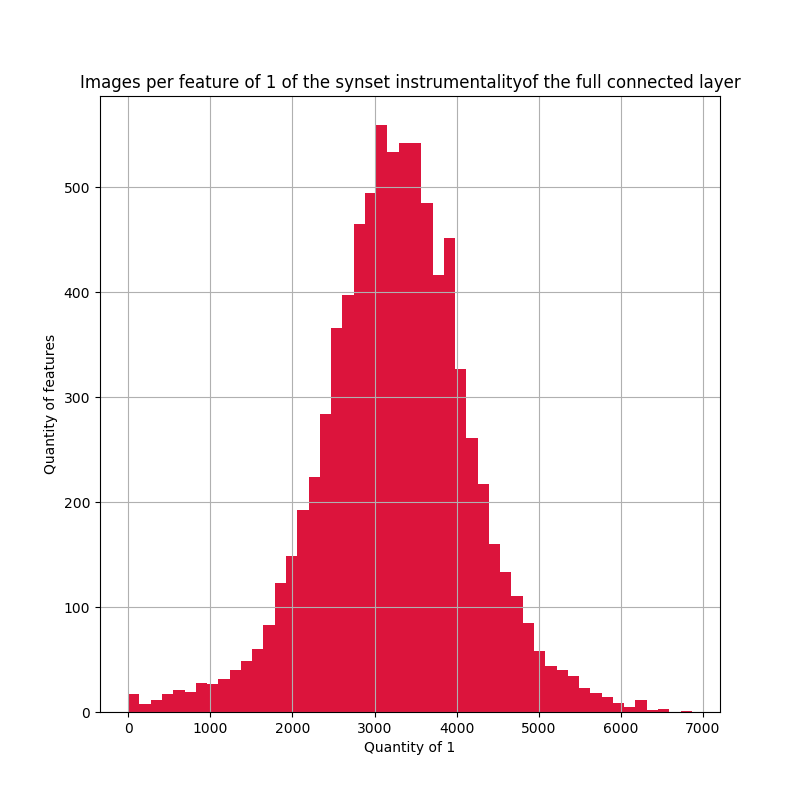 Images per feature of 1 of the synset instrumentalityof the full connected layer
Quantity of features
500
400
300
200
100
0
0 1000 2000 3000 4000 5000 6000 7000
Quantity of 1